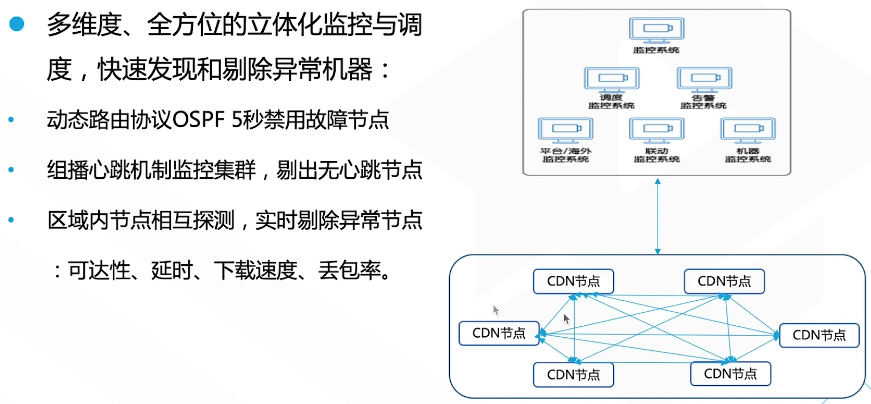 多维度、全方位的立体化监控与调
度，快速发现和剔除异常机器：
动态路由协议OSPF 5秒禁用故障节点
组播心跳机制监控集群，剔出无心跳节点
区域内节点相互探测，实时剔除异常节点
：可达性、延时、下载速度、丢包率。
监控系统
调度
监控系统
告警
监控系统
平台/海外
监控系统
联动
监控系统
机器
监控系统
CDN节点
CDN节点
CDN节点
CDN节点
CDN节点
CDN节点